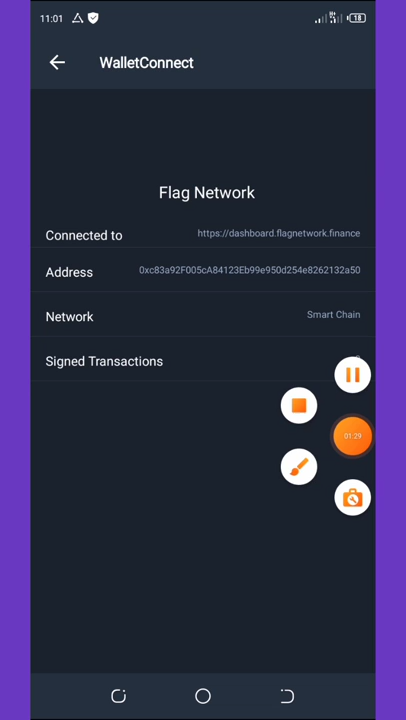 11:01
18
WalletConnect
Flag Network
Connected to https://dashboard.flagnetwork.finance
Address 0xc83a92F005cA84123Eb99e950d254e8262132a50
Network Smart Chain
Signed Transactions
01:29